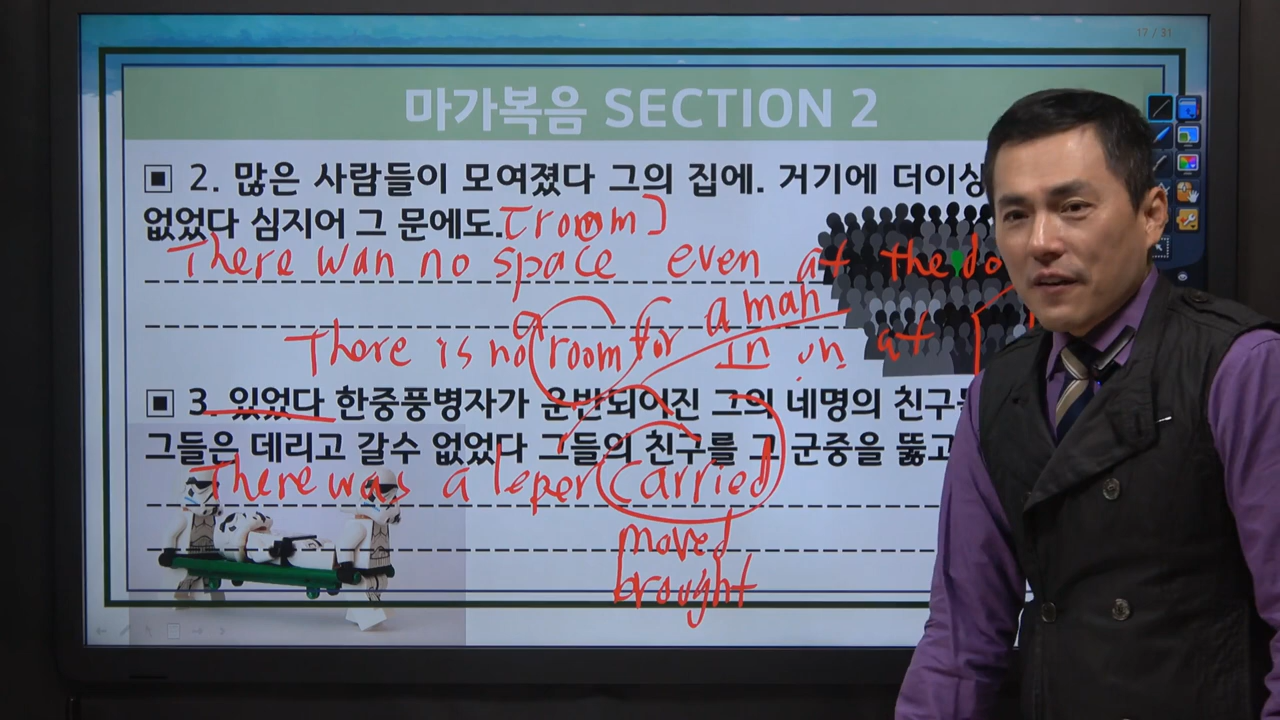 17 / 31
마가복음 SECTION 2
▣ 2. 많은 사람들이 모여졌다 그의 집에. 거기에 더이상
없었다 심지어 그 문에도. [room]
There was no space even at the do
a man
There is no room for in on at
▣ 3. 있었다 한중풍병자가 운반되어진 그의 네명의 친구
그들은 데리고 갈수 없었다 그들의 친구를 그 군중을 뚫고
There was a leper (carried)
moved
brought